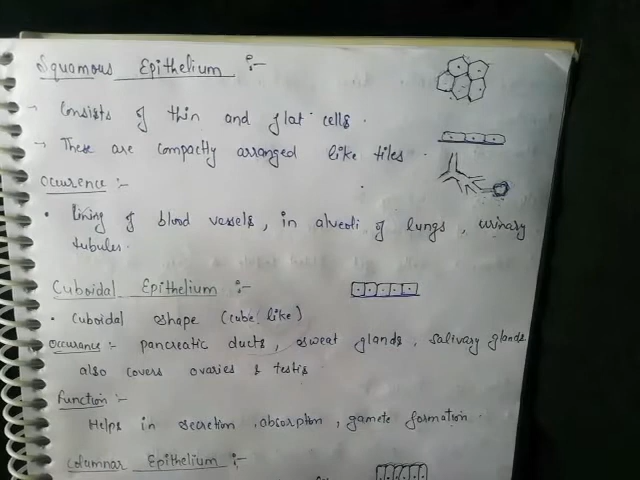 Squamous Epithelium :-
→ Consists of thin and flat cells.
→ These are compactly arranged like tiles.
Occurence :-
• Lining of blood vessels, in alveoli of lungs, urinary
tubules.
Cuboidal Epithelium :-
• Cuboidal shape (cube like)
Occurance :- pancreatic ducts, sweat glands, salivary glands
also covers ovaries & testis
Function :-
Helps in secretion, absorption, gamete formation.
Columnar Epithelium :-